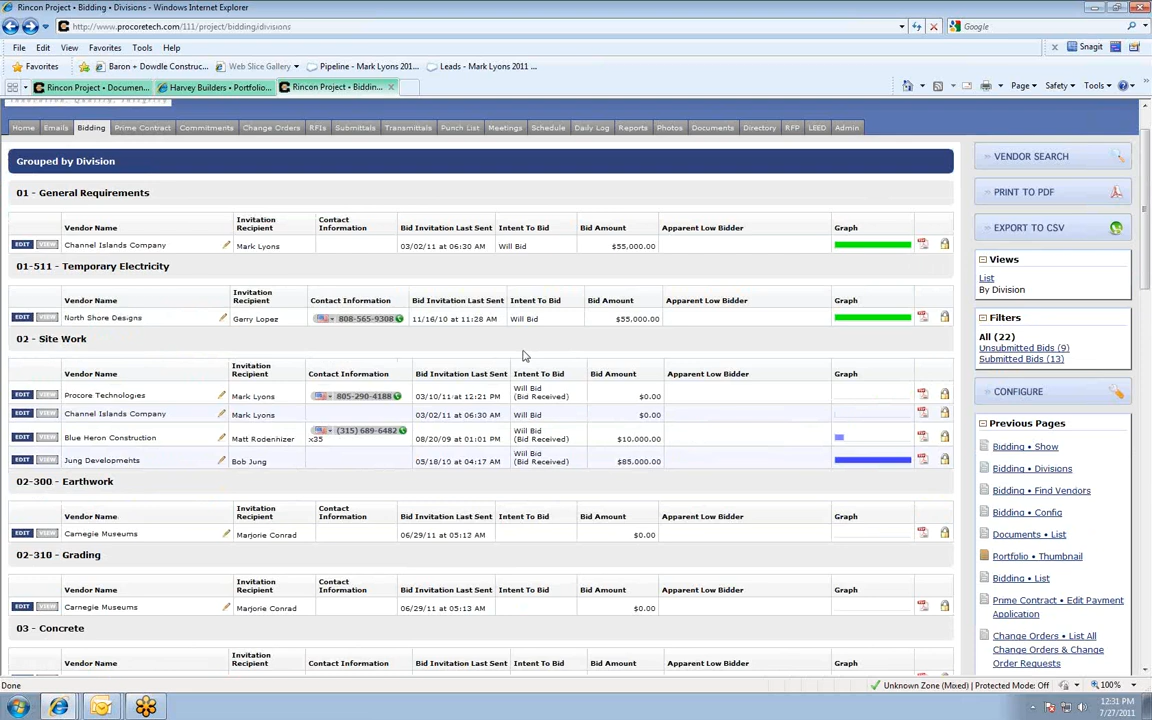 Rincon Project • Bidding • Divisions - Windows Internet Explorer
http://www.procoretech.com/111/project/bidding/divisions
Google
File Edit View Favorites Tools Help
x Snagit
Favorites Baron + Dowdle Construc... Web Slice Gallery Pipeline - Mark Lyons 201... Leads - Mark Lyons 2011 ...
Rincon Project • Documen... Harvey Builders • Portfolio... Rincon Project • Biddin... x
Page Safety Tools
Home Emails Bidding Prime Contract Commitments Change Orders RFIs Submittals Transmittals Punch List Meetings Schedule Daily Log Reports Photos Documents Directory RFP LEED Admin
Grouped by Division
01 - General Requirements
Vendor Name Invitation Recipient Contact Information Bid Invitation Last Sent Intent To Bid Bid Amount Apparent Low Bidder Graph
EDIT VIEW Channel Islands Company Mark Lyons 03/02/11 at 06:30 AM Will Bid $55,000.00
01-511 - Temporary Electricity
Vendor Name Invitation Recipient Contact Information Bid Invitation Last Sent Intent To Bid Bid Amount Apparent Low Bidder Graph
EDIT VIEW North Shore Designs Gerry Lopez 808-565-9308 11/16/10 at 11:28 AM Will Bid $55,000.00
02 - Site Work
Vendor Name Invitation Recipient Contact Information Bid Invitation Last Sent Intent To Bid Bid Amount Apparent Low Bidder Graph
EDIT VIEW Procore Technologies Mark Lyons 805-290-4188 03/10/11 at 12:21 PM Will Bid (Bid Received) $0.00
EDIT VIEW Channel Islands Company Mark Lyons 03/02/11 at 06:30 AM Will Bid $0.00
EDIT VIEW Blue Heron Construction Matt Rodenhizer (315) 689-6482 x35 08/20/09 at 01:01 PM Will Bid (Bid Received) $10,000.00
EDIT VIEW Jung Developments Bob Jung 05/18/10 at 04:17 AM Will Bid (Bid Received) $85,000.00
02-300 - Earthwork
Vendor Name Invitation Recipient Contact Information Bid Invitation Last Sent Intent To Bid Bid Amount Apparent Low Bidder Graph
EDIT VIEW Carnegie Museums Marjorie Conrad 06/29/11 at 05:13 AM $0.00
02-310 - Grading
Vendor Name Invitation Recipient Contact Information Bid Invitation Last Sent Intent To Bid Bid Amount Apparent Low Bidder Graph
EDIT VIEW Carnegie Museums Marjorie Conrad 06/29/11 at 05:13 AM $0.00
03 - Concrete
Vendor Name Invitation Recipient Contact Information Bid Invitation Last Sent Intent To Bid Bid Amount Apparent Low Bidder Graph
VENDOR SEARCH
PRINT TO PDF
EXPORT TO CSV
Views
List
By Division
Filters
All (22)
Unsubmitted Bids (9)
Submitted Bids (13)
CONFIGURE
Previous Pages
Bidding • Show
Bidding • Divisions
Bidding • Find Vendors
Bidding • Config
Documents • List
Portfolio • Thumbnail
Bidding • List
Prime Contract • Edit Payment
Application
Change Orders • List All
Change Orders & Change
Order Requests
Done Unknown Zone (Mixed) | Protected Mode: Off 100%
12:31 PM
7/27/2011